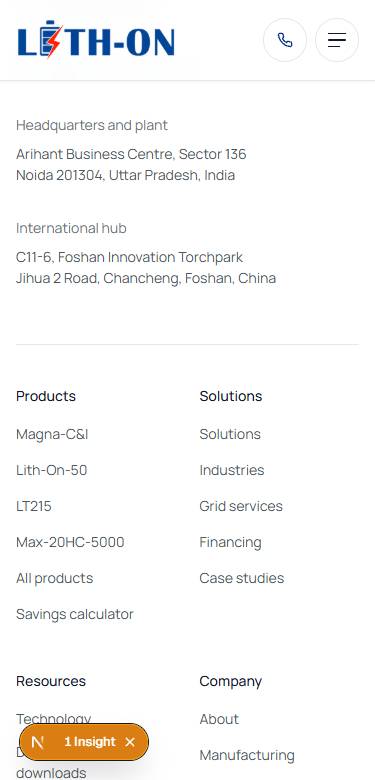 LITH-ON
Headquarters and plant
Arihant Business Centre, Sector 136
Noida 201304, Uttar Pradesh, India
International hub
C11-6, Foshan Innovation Torchpark
Jihua 2 Road, Chancheng, Foshan, China
Products
Magna-C&I
Lith-On-50
LT215
Max-20HC-5000
All products
Savings calculator
Solutions
Solutions
Industries
Grid services
Financing
Case studies
Resources
Technology
downloads
Company
About
Manufacturing
N 1 Insight ×